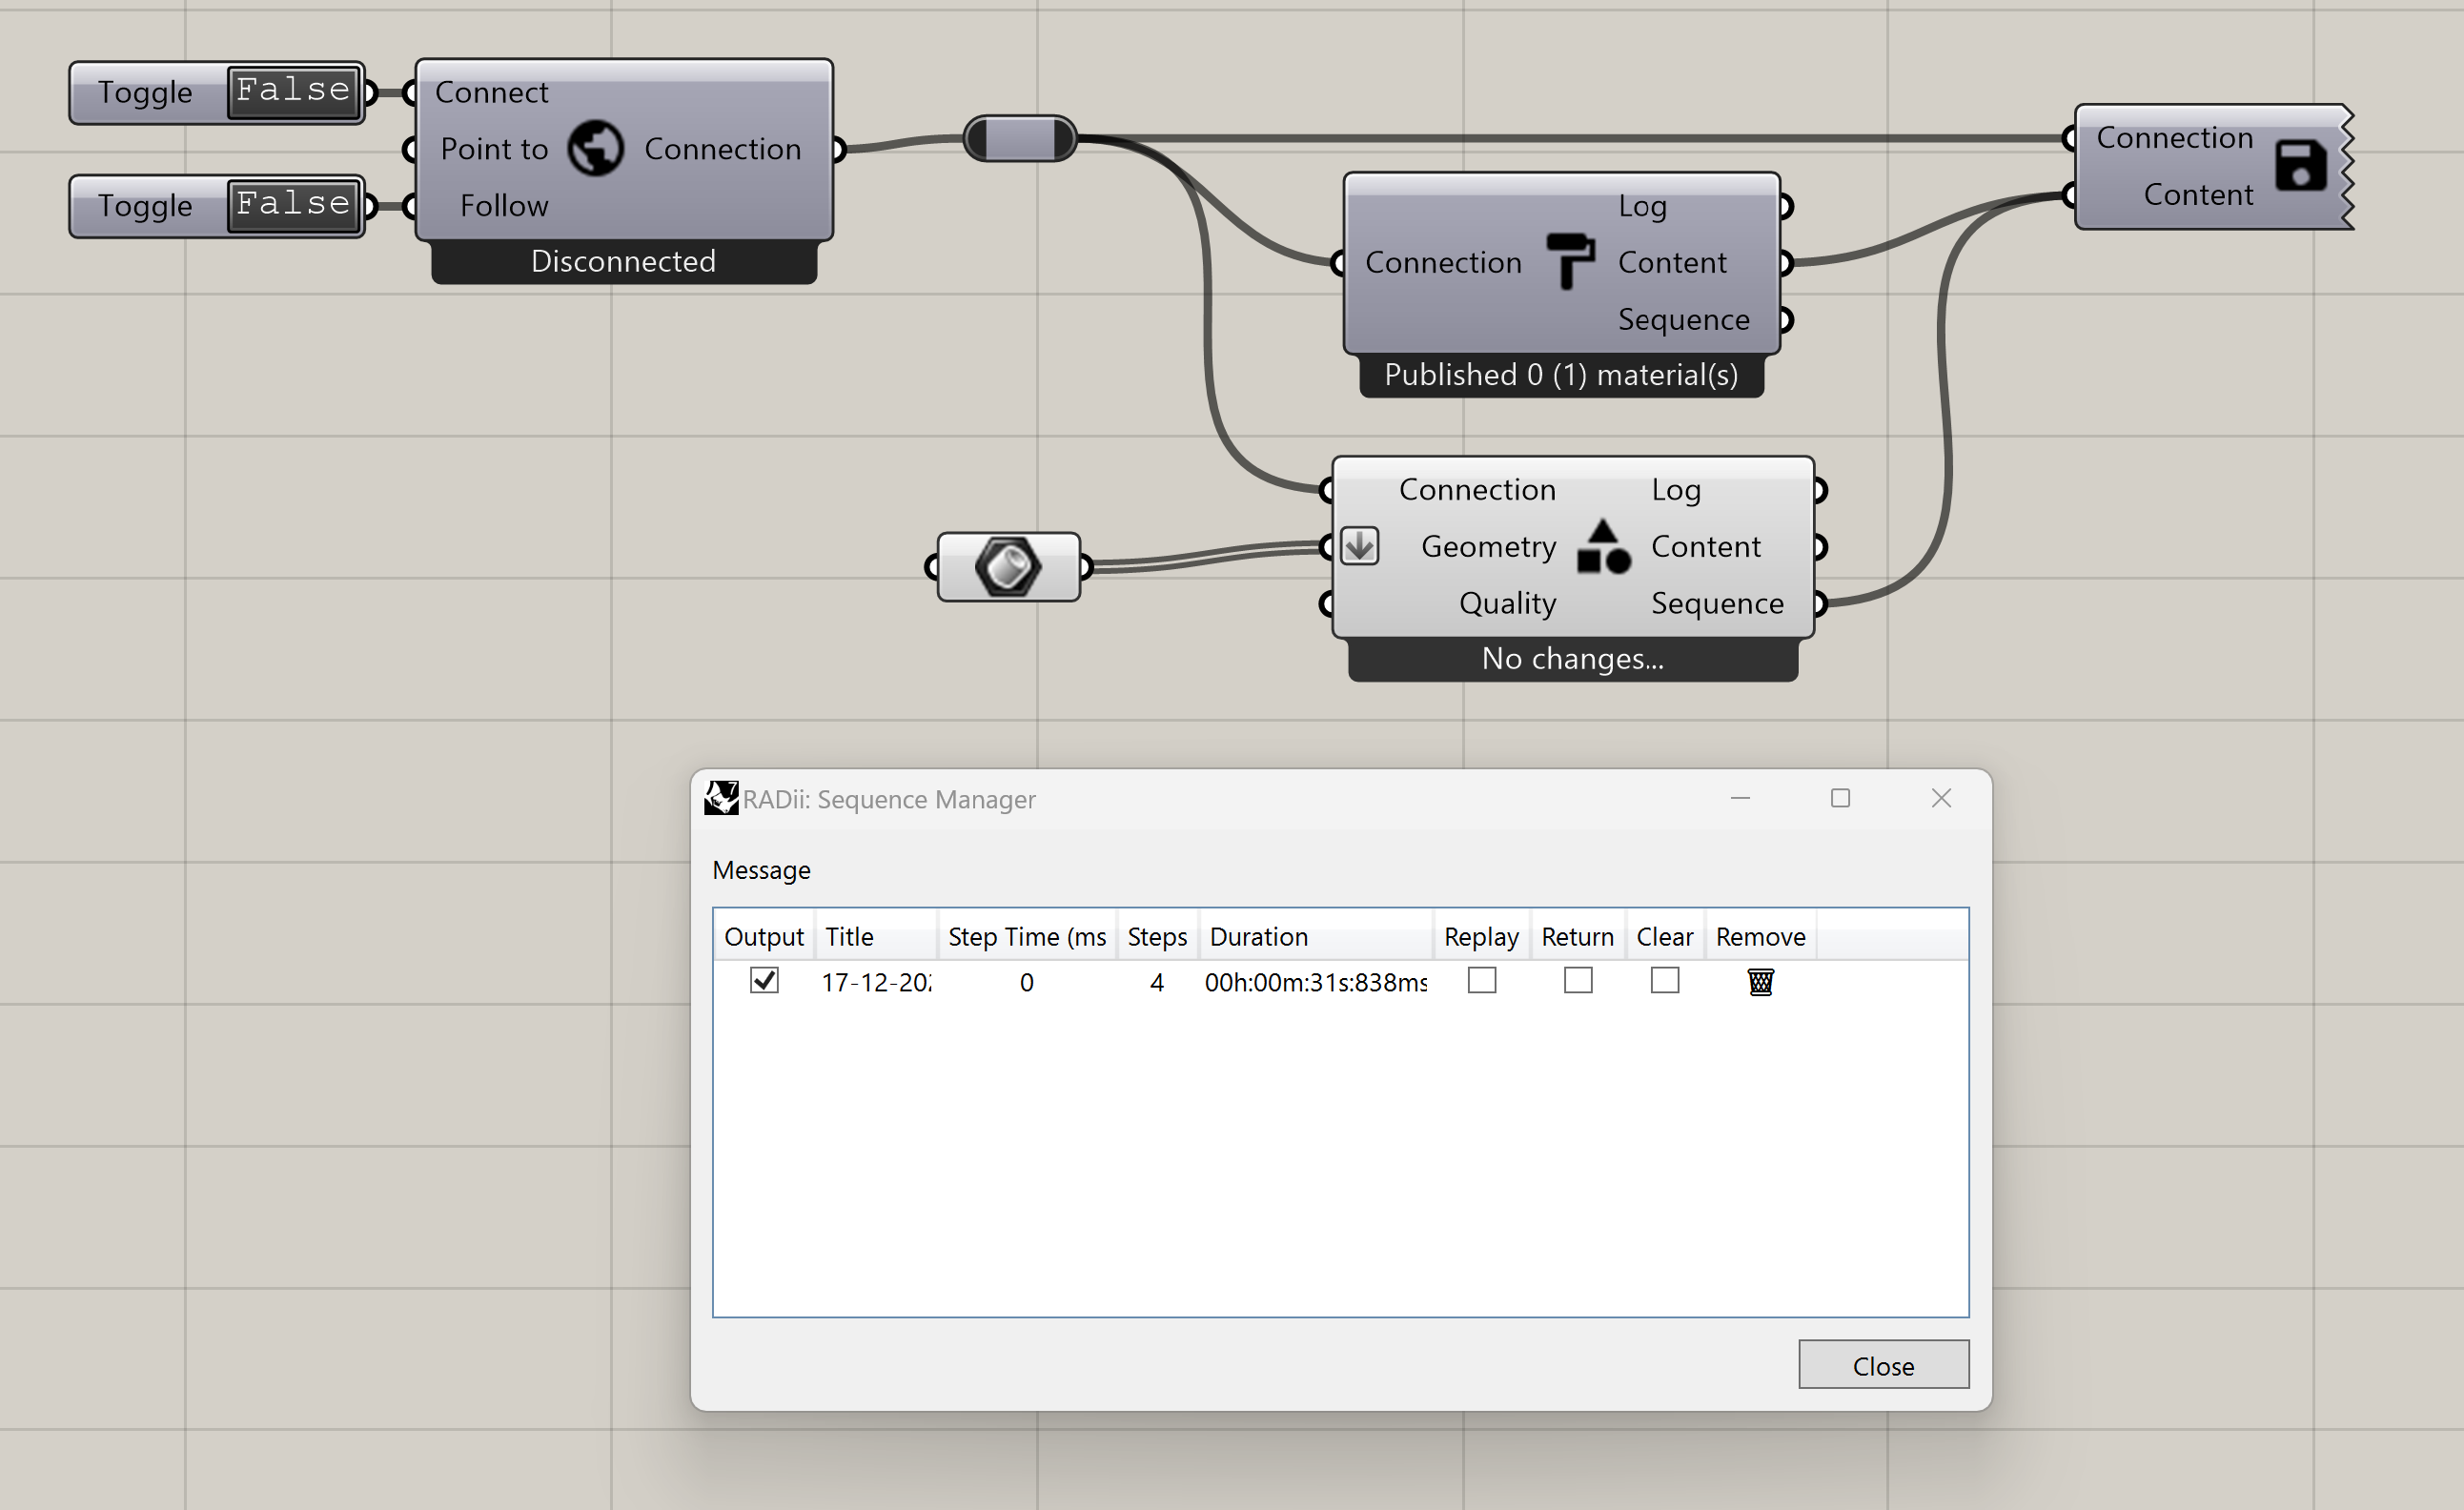 Toggle False
Connect
Point to Connection
Toggle False
Follow
Disconnected
Log
Connection Content
Sequence
Published 0 (1) material(s)
Connection
Content
Connection Log
Geometry Content
Quality Sequence
No changes...
7
RADii: Sequence Manager
Message
Output Title Step Time (ms Steps Duration Replay Return Clear Remove
17-12-202 0 4 00h:00m:31s:838ms
Close